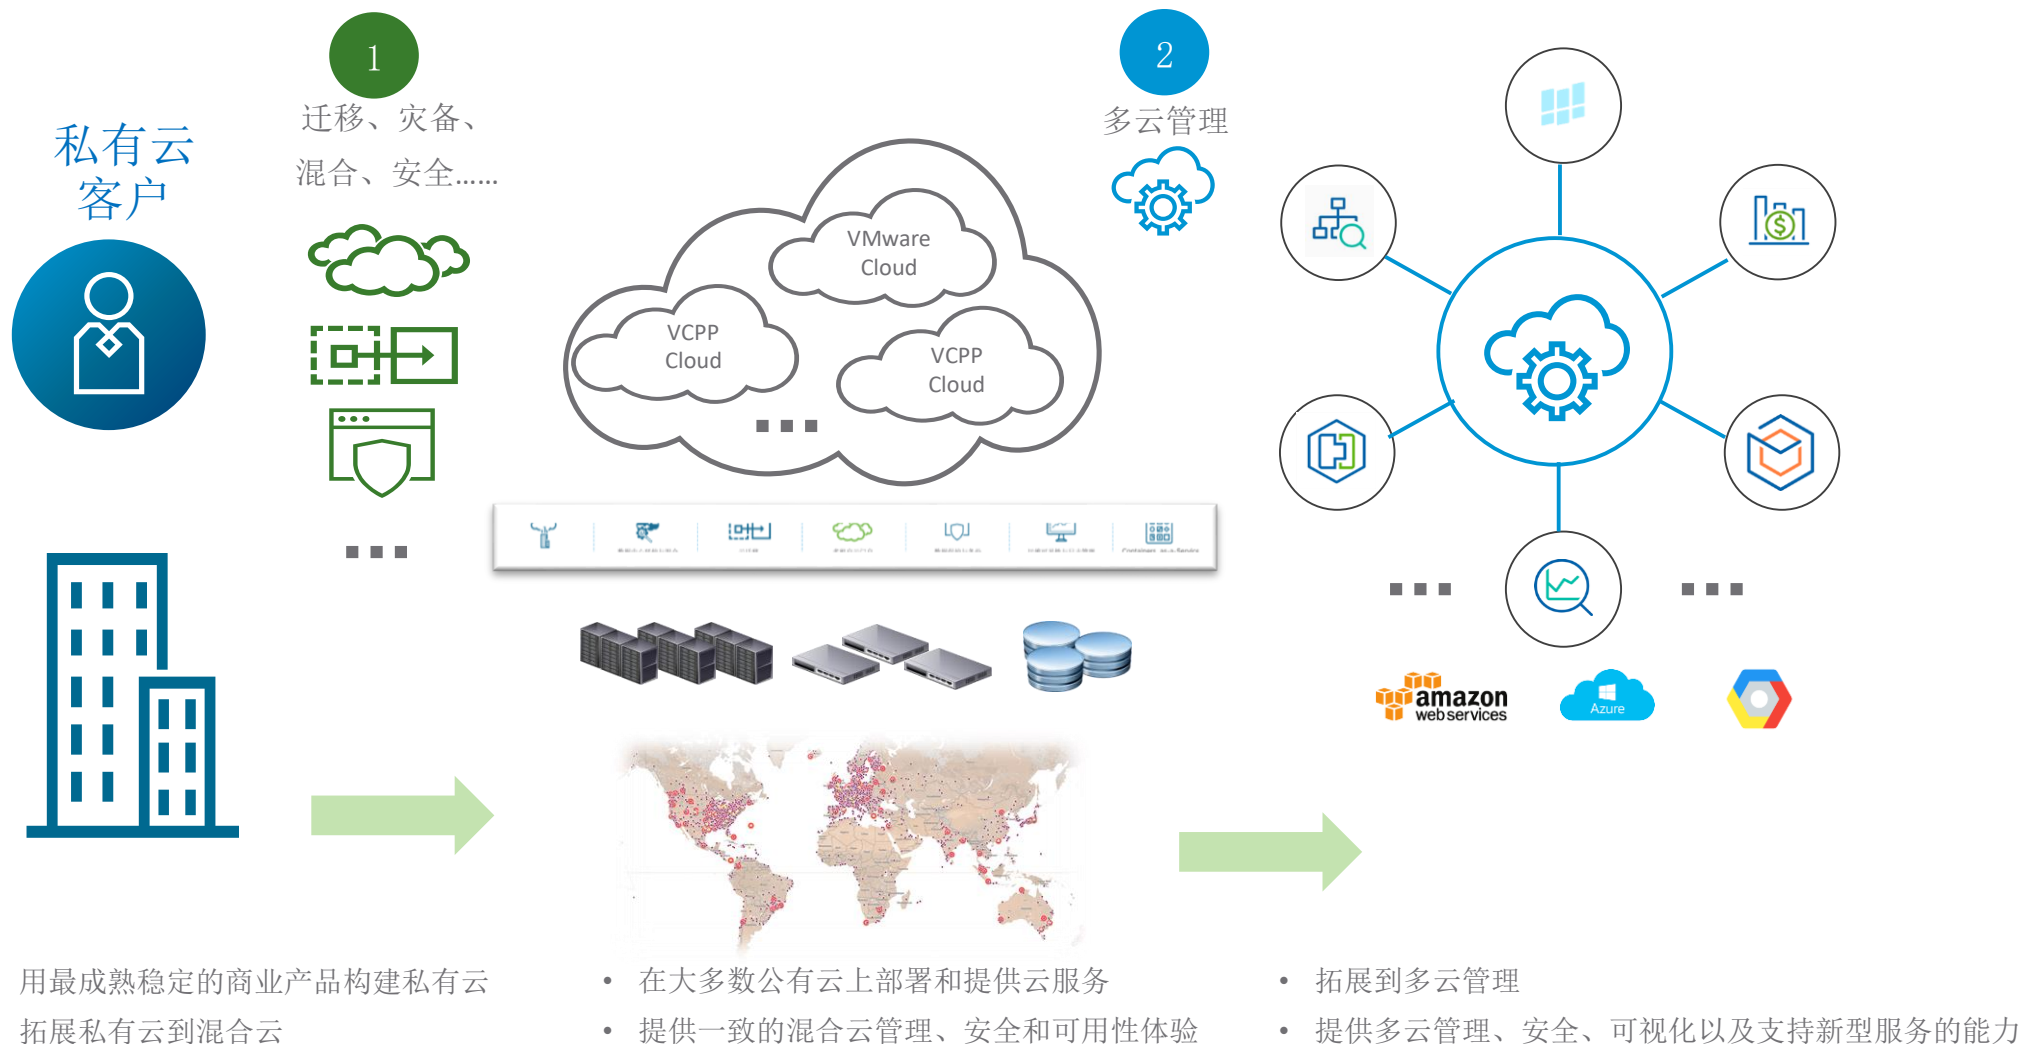 1
迁移、灾备、
混合、安全......
私有云
客户
2
多云管理
VMware
Cloud
VCPP
Cloud
VCPP
Cloud
Containers-as-a-Service
amazon
web services
Azure
用最成熟稳定的商业产品构建私有云
拓展私有云到混合云
• 在大多数公有云上部署和提供云服务
• 提供一致的混合云管理、安全和可用性体验
• 拓展到多云管理
• 提供多云管理、安全、可视化以及支持新型服务的能力